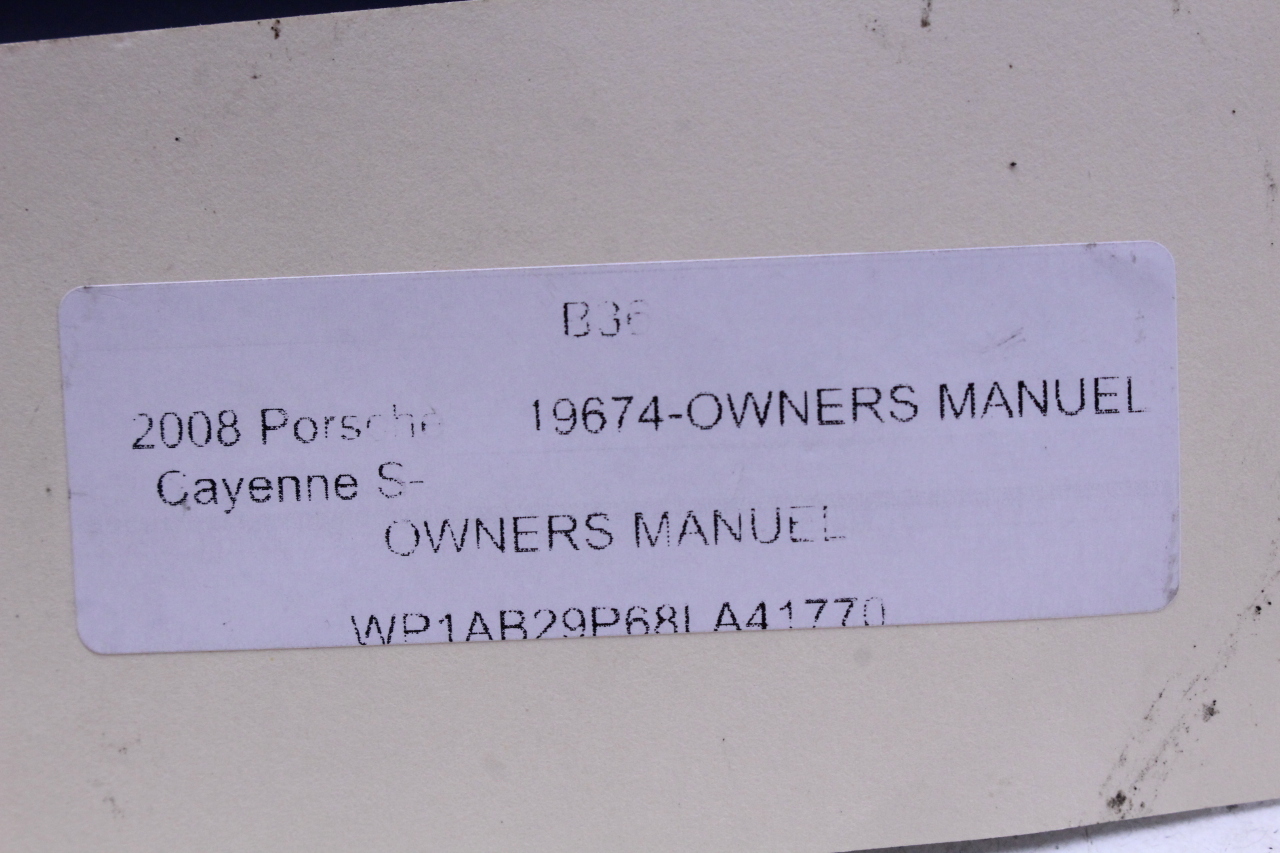 B36
2008 Porsche 19674-OWNERS MANUEL
Cayenne S-
OWNERS MANUEL
WP1AB29P68LA41770